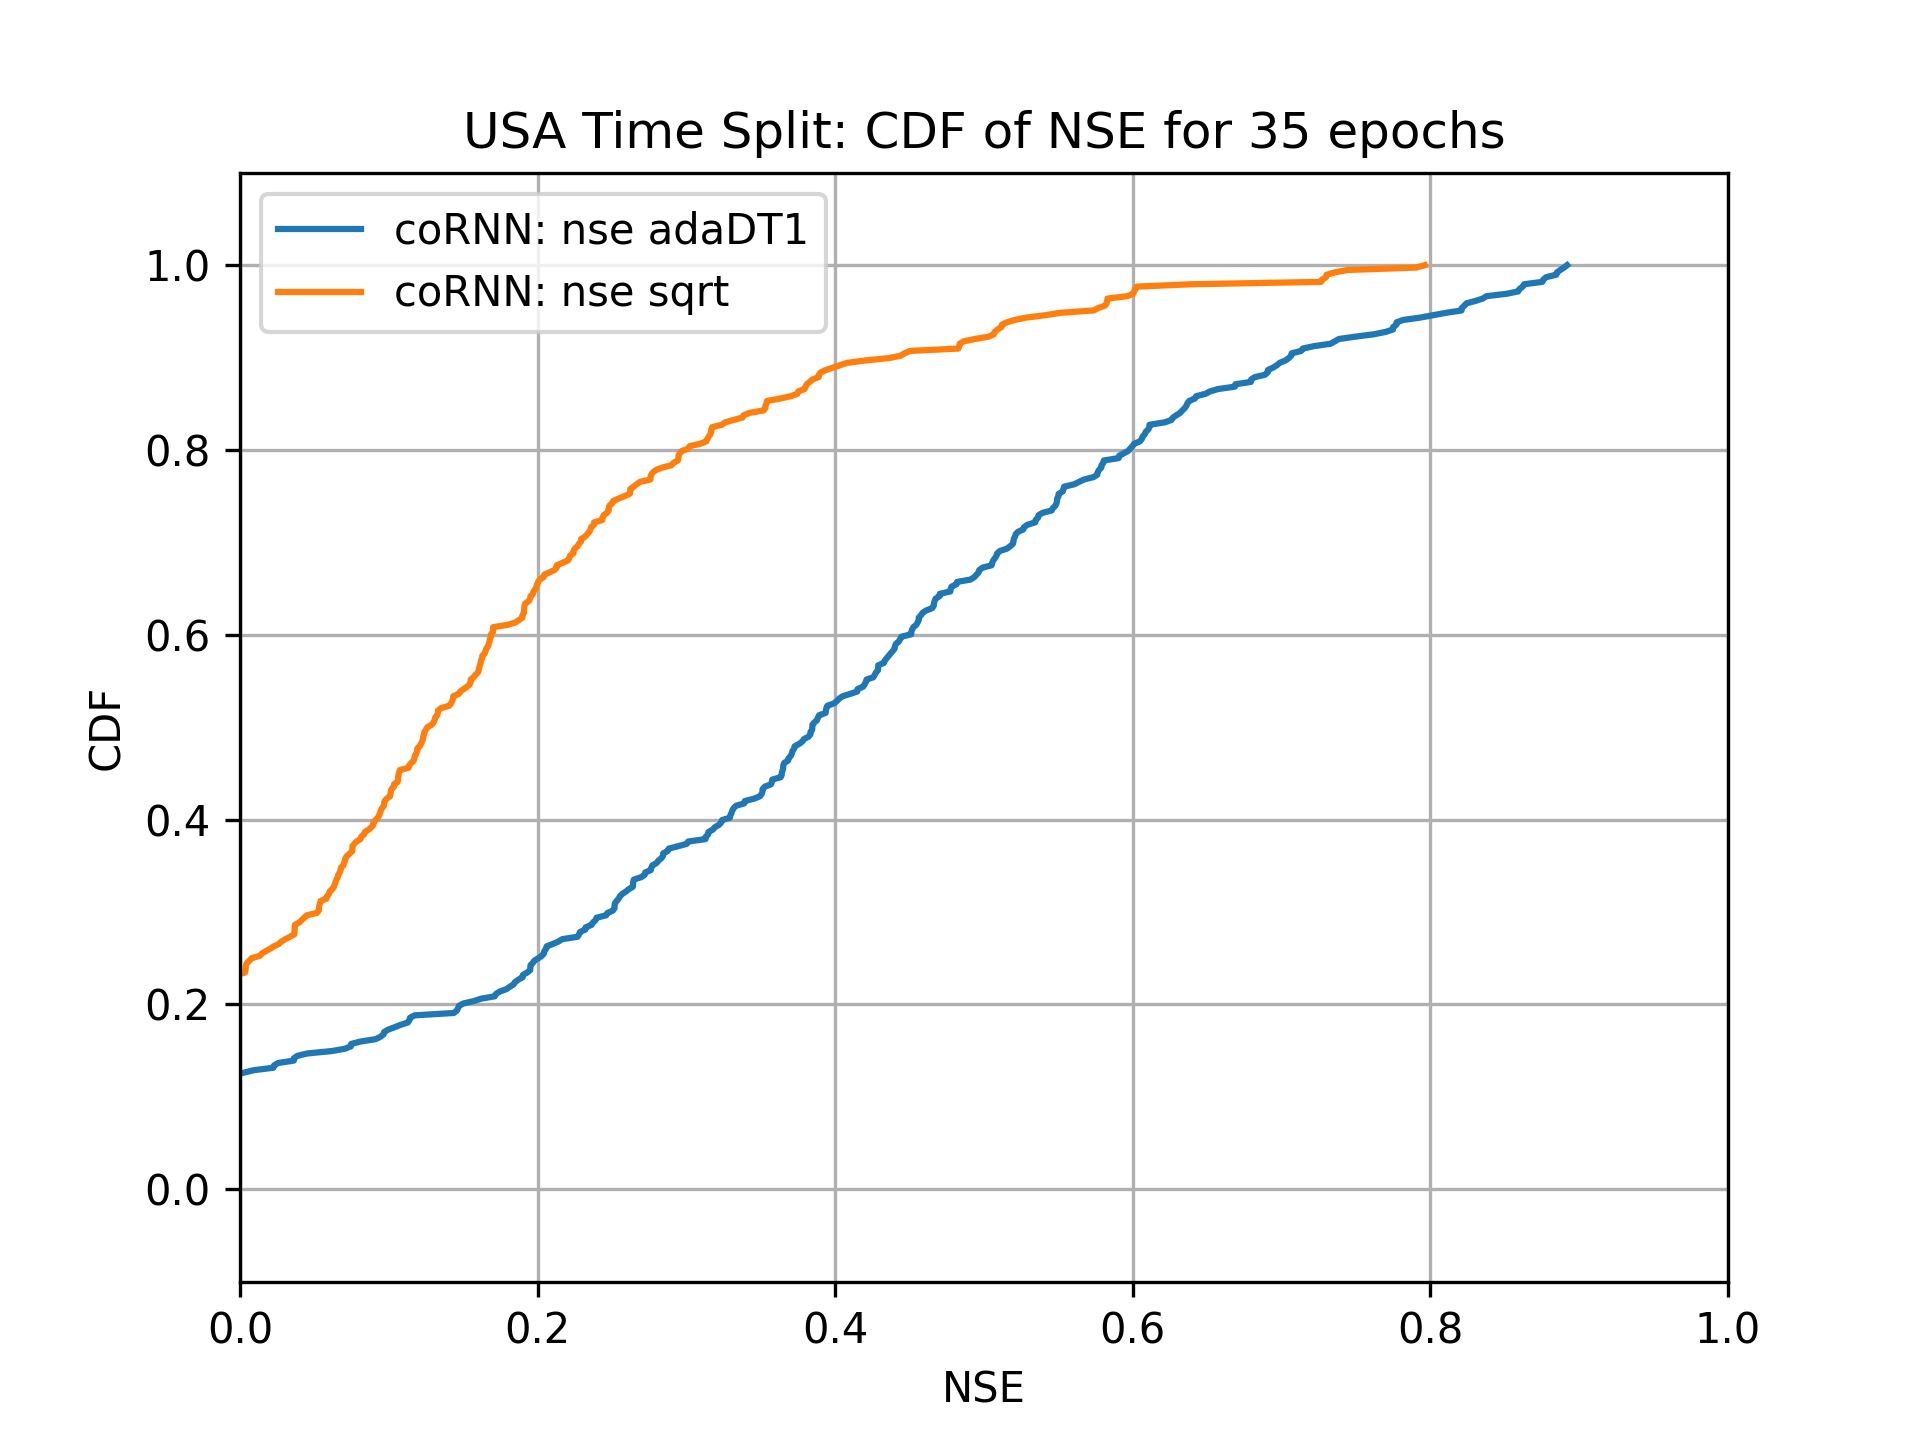 USA Time Split: CDF of NSE for 35 epochs
coRNN: nse adaDT1
coRNN: nse sqrt
1.0
0.8
0.6
0.4
0.2
0.0
CDF
0.0 0.2 0.4 0.6 0.8 1.0
NSE